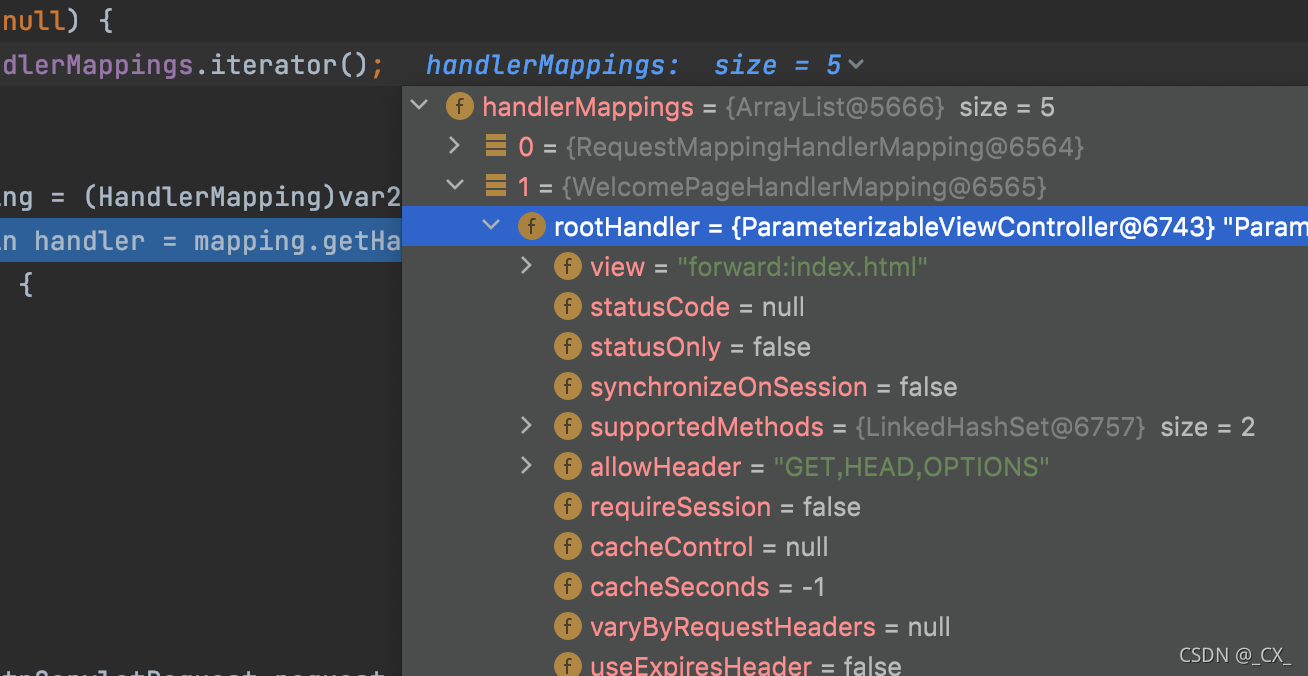 null) {
dlerMappings.iterator(); handlerMappings: size = 5
handlerMappings = {ArrayList@5666} size = 5
0 = {RequestMappingHandlerMapping@6564}
1 = {WelcomePageHandlerMapping@6565}
ng = (HandlerMapping)var2
rootHandler = {ParameterizableViewController@6743} "Param
n handler = mapping.getHa
view = "forward:index.html"
{
statusCode = null
statusOnly = false
synchronizeOnSession = false
supportedMethods = {LinkedHashSet@6757} size = 2
allowHeader = "GET,HEAD,OPTIONS"
requireSession = false
cacheControl = null
cacheSeconds = -1
varyByRequestHeaders = null
useExpiresHeader = false
CSDN @_CX_